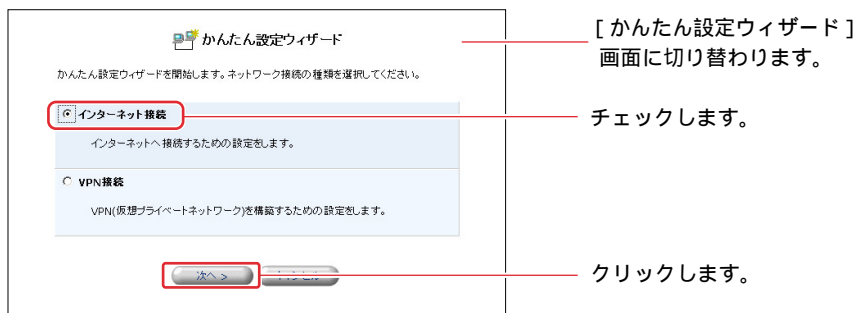 かんたん設定ウィザード
かんたん設定ウィザードを開始します。ネットワーク接続の種類を選択してください。
インターネット接続
インターネットへ接続するための設定をします。
VPN接続
VPN(仮想プライベートネットワーク)を構築するための設定をします。
次へ >
[かんたん設定ウィザード]
画面に切り替わります。
チェックします。
クリックします。